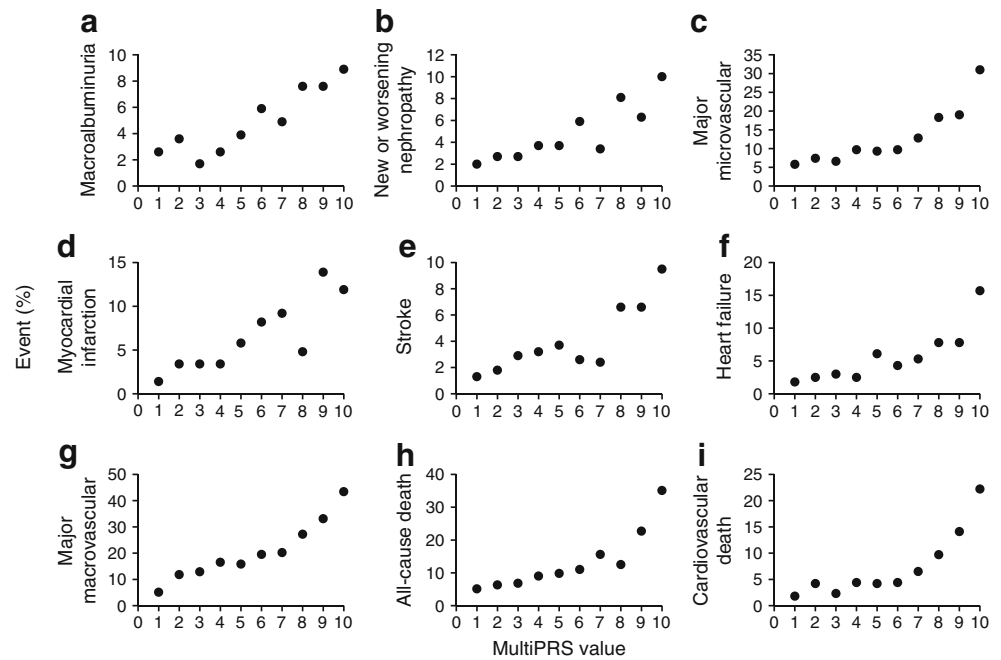 a
Macroalbuminuria
10
8
6
4
2
0
0 1 2 3 4 5 6 7 8 9 10
b
New or worsening
nephropathy
12
10
8
6
4
2
0
0 1 2 3 4 5 6 7 8 9 10
c
Major
microvascular
35
30
25
20
15
10
5
0
0 1 2 3 4 5 6 7 8 9 10
Event (%)
d
Myocardial
infarction
15
10
5
0
0 1 2 3 4 5 6 7 8 9 10
e
Stroke
10
8
6
4
2
0
0 1 2 3 4 5 6 7 8 9 10
f
Heart failure
20
15
10
5
0
0 1 2 3 4 5 6 7 8 9 10
g
Major
macrovascular
50
40
30
20
10
0
0 1 2 3 4 5 6 7 8 9 10
h
All-cause death
40
30
20
10
0
0 1 2 3 4 5 6 7 8 9 10
i
Cardiovascular
death
25
20
15
10
5
0
0 1 2 3 4 5 6 7 8 9 10
MultiPRS value